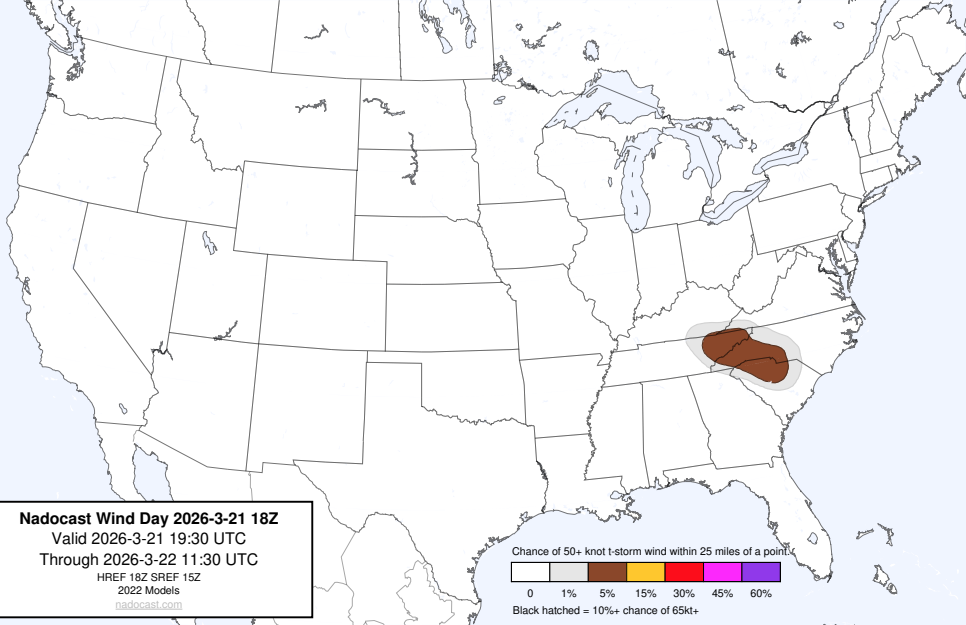 Nadocast Wind Day 2026-3-21 18Z
Valid 2026-3-21 19:30 UTC
Through 2026-3-22 11:30 UTC
HREF 18Z SREF 15Z
2022 Models
nadocast.com
Chance of 50+ knot t-storm wind within 25 miles of a point.
0 1% 5% 15% 30% 45% 60%
Black hatched = 10%+ chance of 65kt+